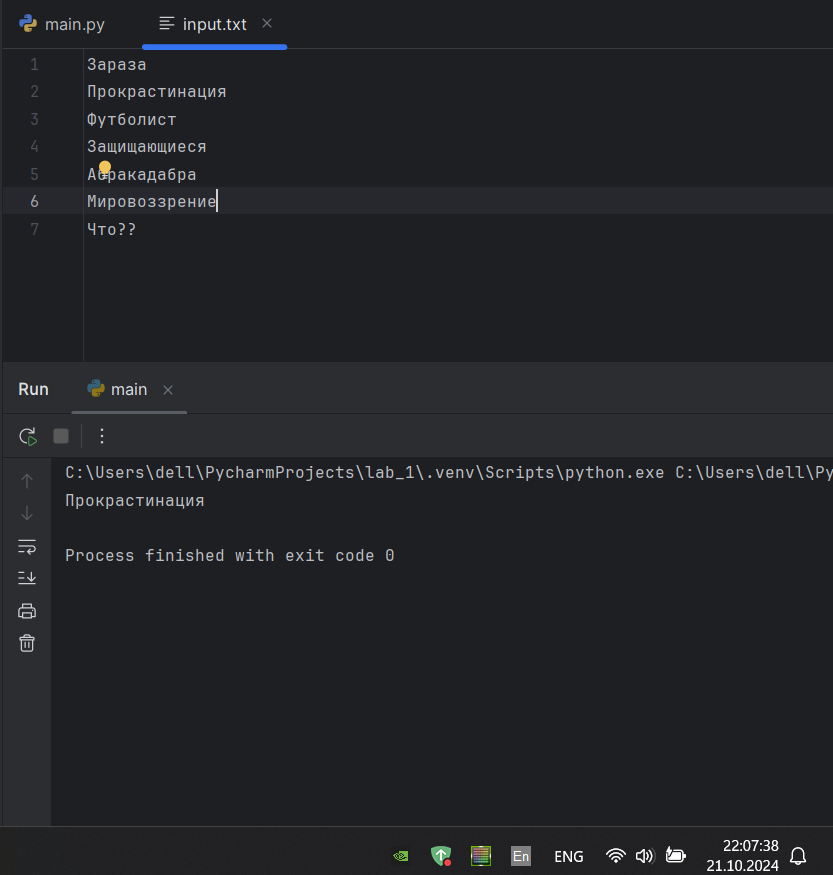 main.py input.txt
1 Зараза
2 Прокрастинация
3 Футболист
4 Защищающиеся
5 Абракадабра
6 Мировоззрение
7 Что??
Run main
C:\Users\dell\PycharmProjects\lab_1\.venv\Scripts\python.exe C:\Users\dell\Py
Прокрастинация
Process finished with exit code 0
En ENG 22:07:38
21.10.2024